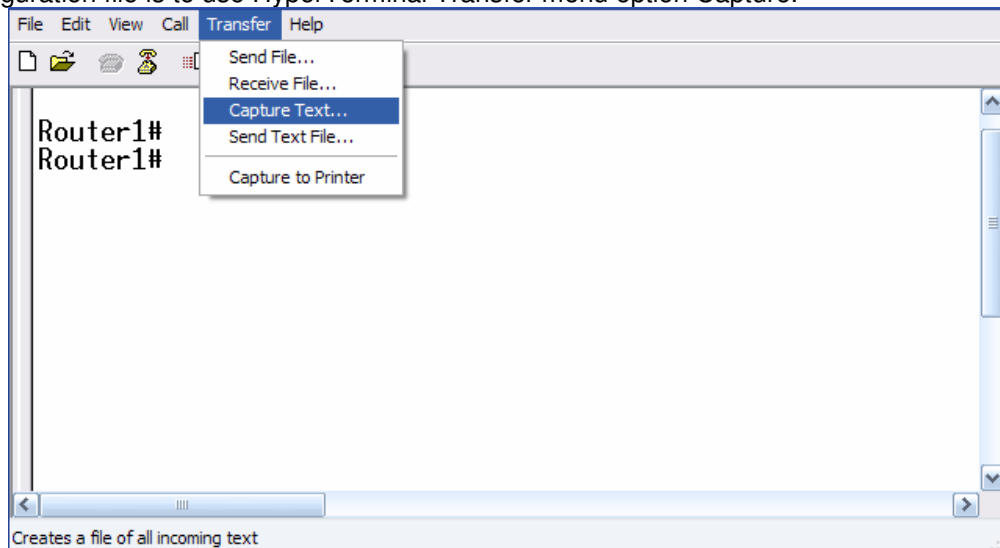 guration file is to use HyperTerminal Transfer menu option Capture.
File Edit View Call Transfer Help
Send File...
Receive File...
Capture Text...
Send Text File...
Capture to Printer
Router1#
Router1#
Creates a file of all incoming text